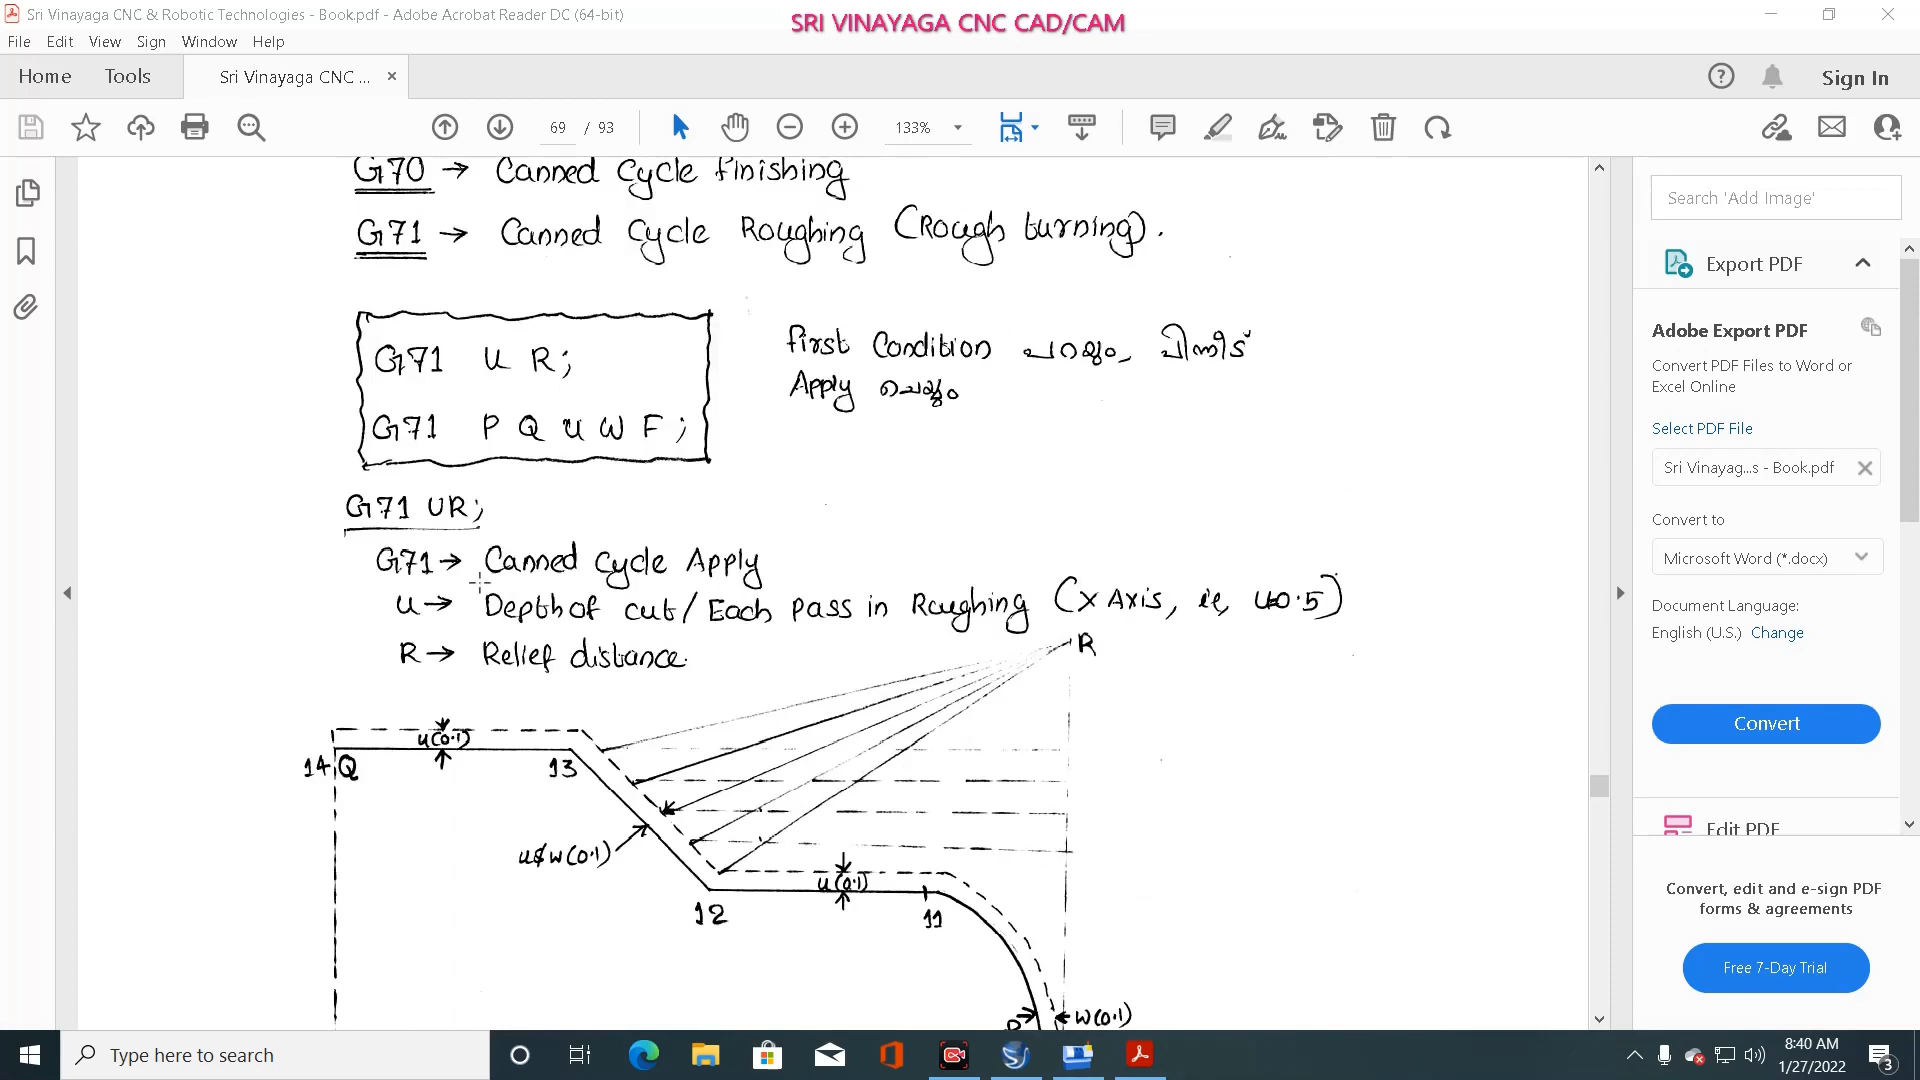 Sri Vinayaga CNC & Robotic Technologies - Book.pdf - Adobe Acrobat Reader DC (64-bit)
SRI VINAYAGA CNC CAD/CAM
File Edit View Sign Window Help
Home Tools Sri Vinayaga CNC ... × Sign In
69 / 93 133%
G70 → Canned Cycle finishing
G71 → Canned Cycle Roughing (Rough turning).
G71 U R;
G71 P Q U W F;
First Condition പറയും, പിന്നീട്
Apply ചെയ്യും
G71 UR;
G71 → Canned Cycle Apply
U → Depth of cut/Each pass in Roughing (X Axis, ie, U0.5)
R → Relief distance.
R
U(0.1)
14 Q 13
U & W(0.1)
U(0.1)
12 11
P W(0.1)
Search 'Add Image'
Export PDF
Adobe Export PDF
Convert PDF Files to Word or
Excel Online
Select PDF File
Sri Vinayag...s - Book.pdf
Convert to
Microsoft Word (*.docx)
Document Language:
English (U.S.) Change
Convert
Edit PDF
Convert, edit and e-sign PDF
forms & agreements
Free 7-Day Trial
Type here to search
8:40 AM
1/27/2022
3